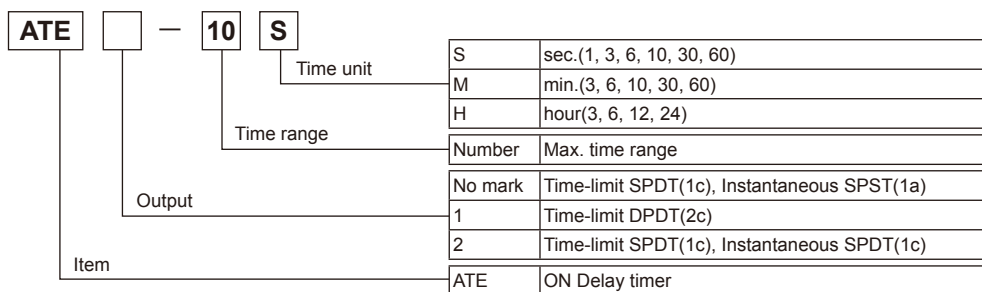 ATE — 10 S
Time unit
S sec.(1, 3, 6, 10, 30, 60)
M min.(3, 6, 10, 30, 60)
H hour(3, 6, 12, 24)
Time range
Number Max. time range
Output
No mark Time-limit SPDT(1c), Instantaneous SPST(1a)
1 Time-limit DPDT(2c)
2 Time-limit SPDT(1c), Instantaneous SPDT(1c)
Item
ATE ON Delay timer